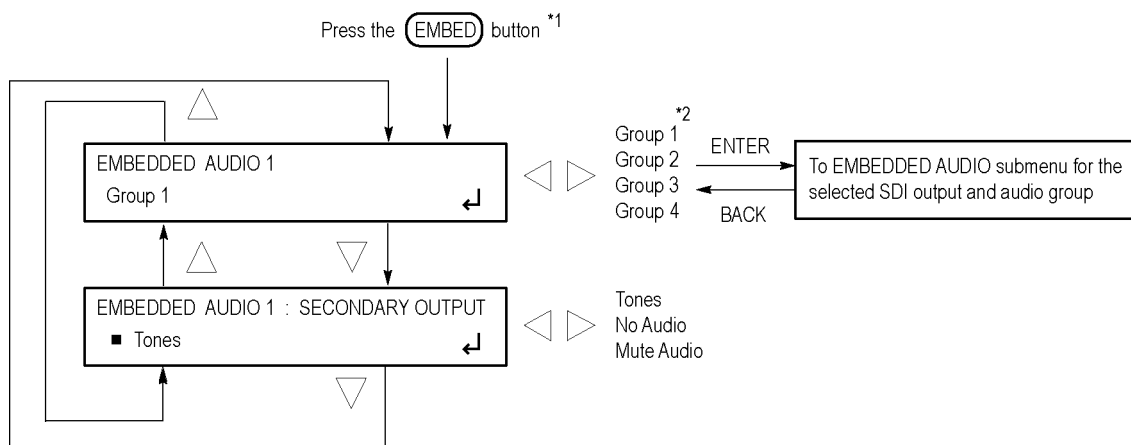 Press the EMBED button *1
EMBEDDED AUDIO 1
Group 1
*2
Group 1
Group 2
Group 3
Group 4
ENTER
BACK
To EMBEDDED AUDIO submenu for the
selected SDI output and audio group
EMBEDDED AUDIO 1 : SECONDARY OUTPUT
■ Tones
Tones
No Audio
Mute Audio